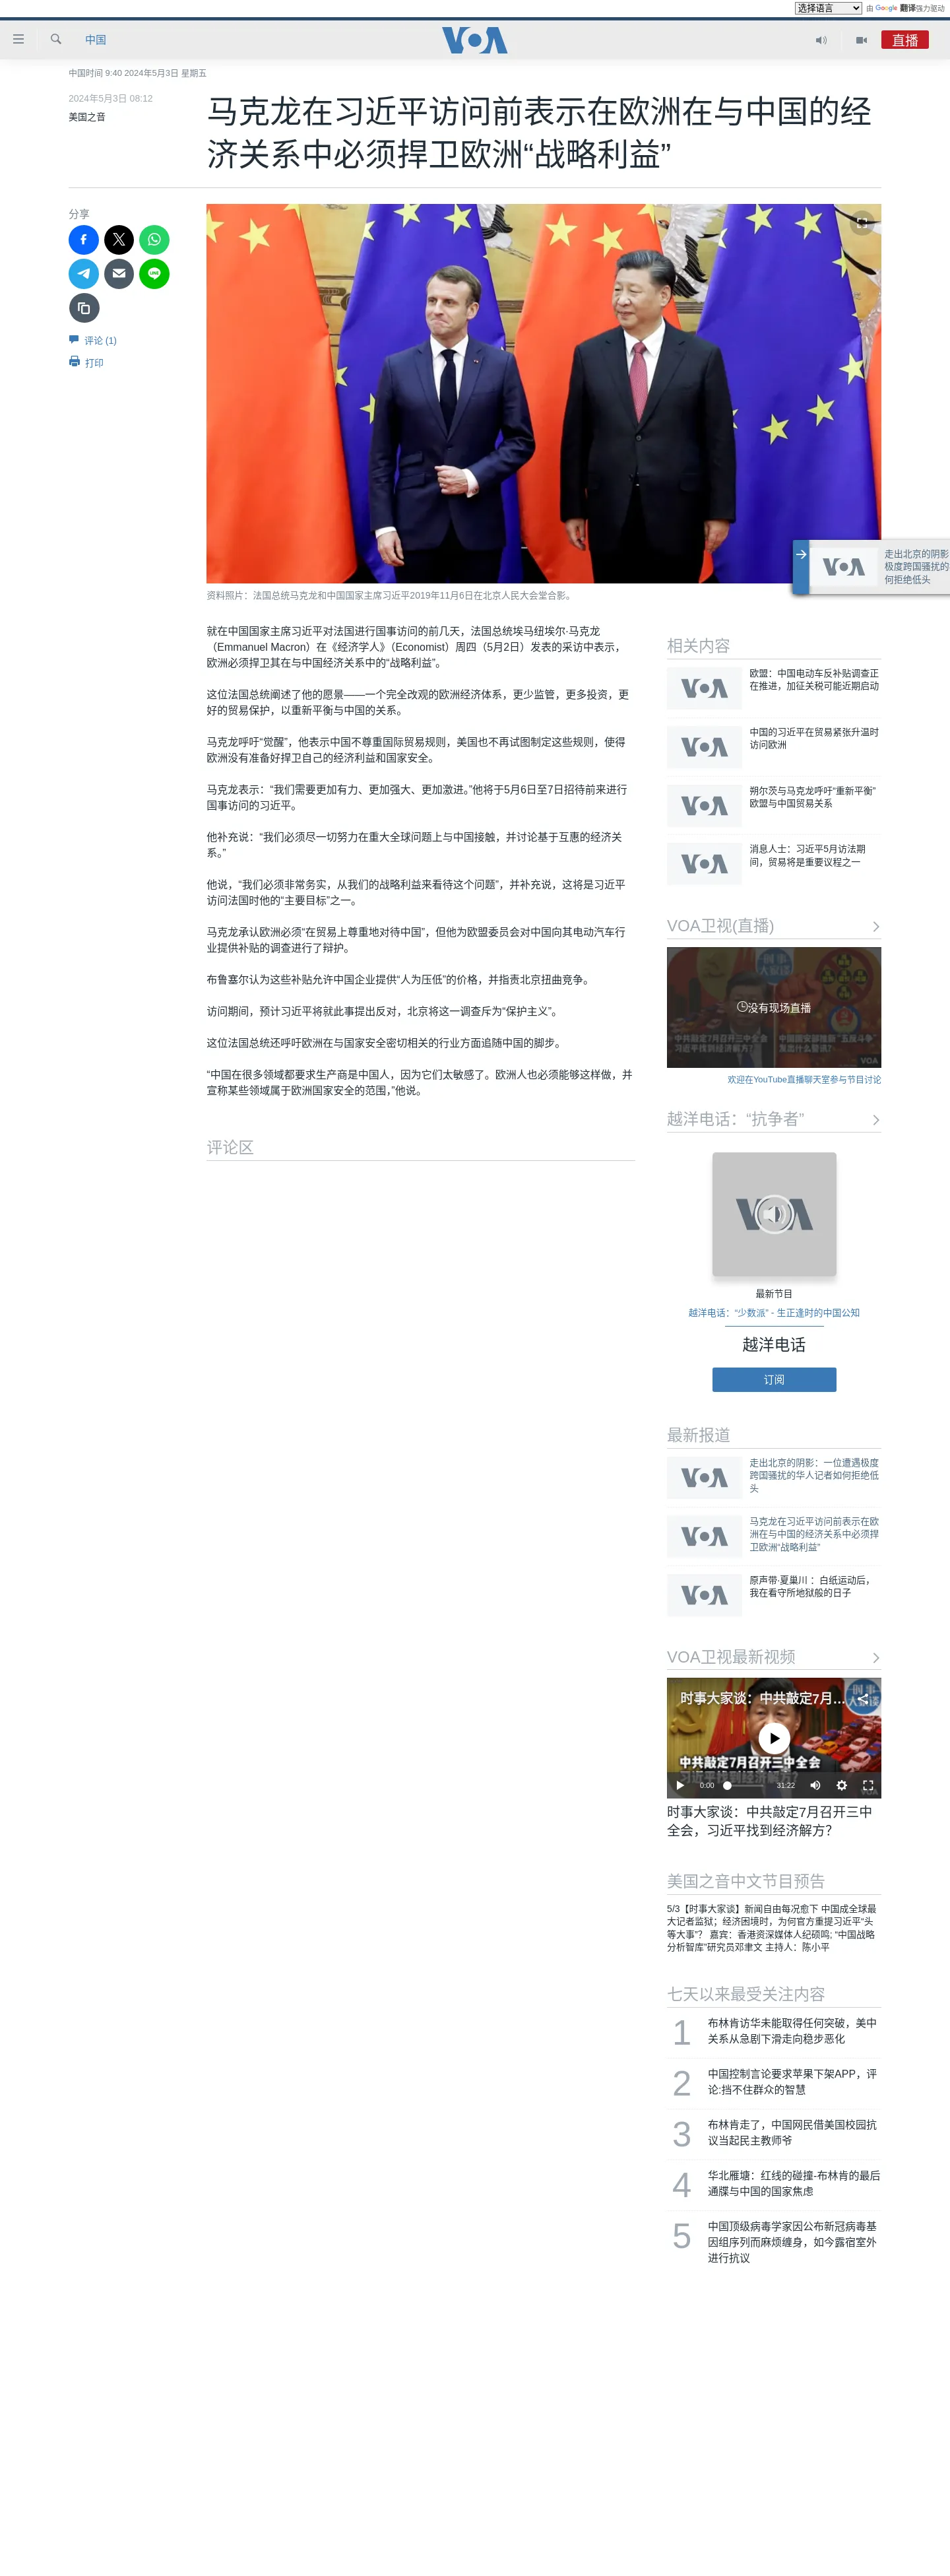 选择语言 由 Google 翻译强力驱动
中国
VOA
直播
中国时间 9:40 2024年5月3日 星期五
2024年5月3日 08:12
美国之音
马克龙在习近平访问前表示在欧洲在与中国的经
济关系中必须捍卫欧洲“战略利益”
分享
评论 (1)
打印
资料照片：法国总统马克龙和中国国家主席习近平2019年11月6日在北京人民大会堂合影。
VOA
走出北京的阴影
极度跨国骚扰的
何拒绝低头
就在中国国家主席习近平对法国进行国事访问的前几天，法国总统埃马纽埃尔·马克龙
（Emmanuel Macron）在《经济学人》（Economist）周四（5月2日）发表的采访中表示，
欧洲必须捍卫其在与中国经济关系中的“战略利益”。
这位法国总统阐述了他的愿景——一个完全改观的欧洲经济体系，更少监管，更多投资，更
好的贸易保护，以重新平衡与中国的关系。
马克龙呼吁“觉醒”，他表示中国不尊重国际贸易规则，美国也不再试图制定这些规则，使得
欧洲没有准备好捍卫自己的经济利益和国家安全。
马克龙表示：“我们需要更加有力、更加强大、更加激进。”他将于5月6日至7日招待前来进行
国事访问的习近平。
他补充说：“我们必须尽一切努力在重大全球问题上与中国接触，并讨论基于互惠的经济关
系。”
他说，“我们必须非常务实，从我们的战略利益来看待这个问题”，并补充说，这将是习近平
访问法国时他的“主要目标”之一。
马克龙承认欧洲必须“在贸易上尊重地对待中国”，但他为欧盟委员会对中国向其电动汽车行
业提供补贴的调查进行了辩护。
布鲁塞尔认为这些补贴允许中国企业提供“人为压低”的价格，并指责北京扭曲竞争。
访问期间，预计习近平将就此事提出反对，北京将这一调查斥为“保护主义”。
这位法国总统还呼吁欧洲在与国家安全密切相关的行业方面追随中国的脚步。
“中国在很多领域都要求生产商是中国人，因为它们太敏感了。欧洲人也必须能够这样做，并
宣称某些领域属于欧洲国家安全的范围，”他说。
评论区
相关内容
VOA
欧盟：中国电动车反补贴调查正
在推进，加征关税可能近期启动
VOA
中国的习近平在贸易紧张升温时
访问欧洲
VOA
朔尔茨与马克龙呼吁“重新平衡”
欧盟与中国贸易关系
VOA
消息人士：习近平5月访法期
间，贸易将是重要议程之一
VOA卫视(直播)
没有现场直播
中共敲定7月召开三中全会
习近平找到经济解方?
VOA
欢迎在YouTube直播聊天室参与节目讨论
越洋电话：“抗争者”
VOA
最新节目
越洋电话：“少数派” - 生正逢时的中国公知
越洋电话
订阅
最新报道
VOA
走出北京的阴影：一位遭遇极度
跨国骚扰的华人记者如何拒绝低
头
VOA
马克龙在习近平访问前表示在欧
洲在与中国的经济关系中必须捍
卫欧洲“战略利益”
VOA
原声带·夏巢川 ：白纸运动后，
我在看守所地狱般的日子
VOA卫视最新视频
时事大家谈：中共敲定7月…
时事
大家谈
中共敲定7月召开三中全会
0:00 31:22
时事大家谈：中共敲定7月召开三中
全会，习近平找到经济解方？
美国之音中文节目预告
5/3【时事大家谈】新闻自由每况愈下 中国成全球最
大记者监狱；经济困境时，为何官方重提习近平“头
等大事”？ 嘉宾：香港资深媒体人纪硕鸣; “中国战略
分析智库”研究员邓聿文 主持人：陈小平
七天以来最受关注内容
1 布林肯访华未能取得任何突破，美中
关系从急剧下滑走向稳步恶化
2 中国控制言论要求苹果下架APP，评
论:挡不住群众的智慧
3 布林肯走了，中国网民借美国校园抗
议当起民主教师爷
4 华北雁塘：红线的碰撞-布林肯的最后
通牒与中国的国家焦虑
5 中国顶级病毒学家因公布新冠病毒基
因组序列而麻烦缠身，如今露宿室外
进行抗议